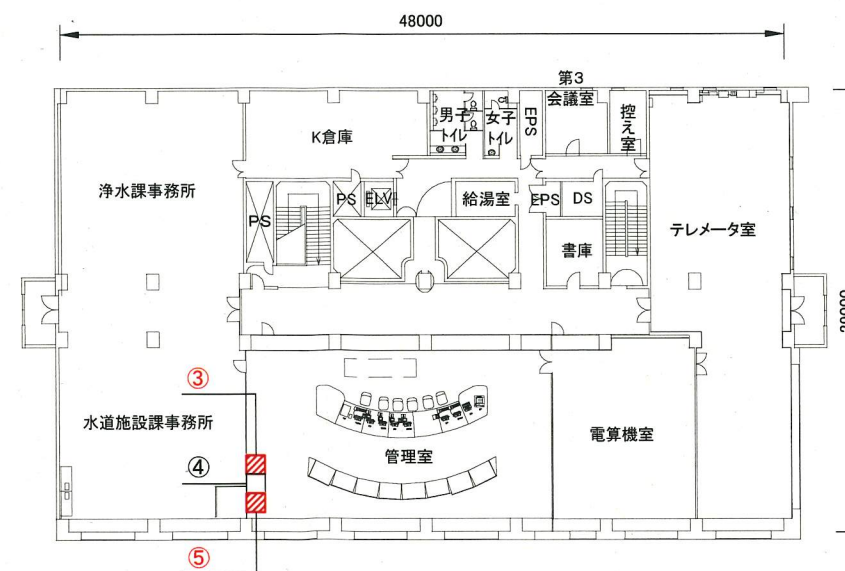 48000
第3
会議室
男子
トイレ
女子
トイレ
EPS
控え室
K倉庫
浄水課事務所
PS
PS
ELV
給湯室
EPS
DS
書庫
テレメータ室
③
水道施設課事務所
④
管理室
電算機室
⑤